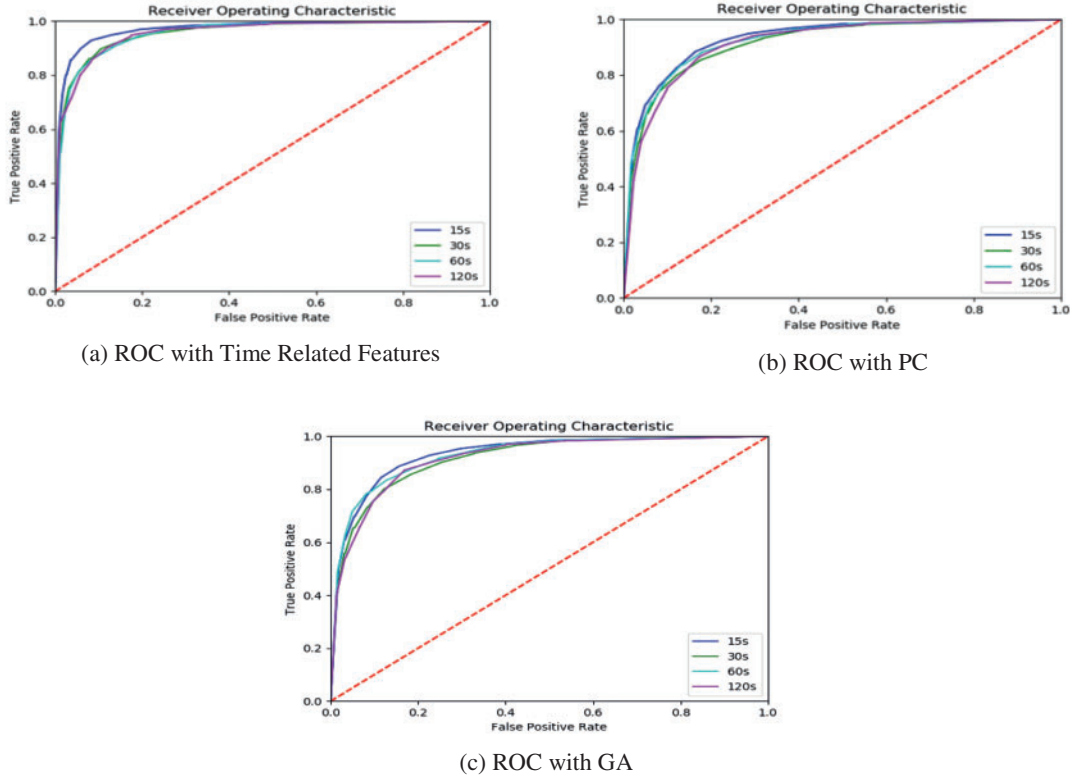 Receiver Operating Characteristic
1.0
0.8
0.6
0.4
0.2
0.0
True Positive Rate
15s
30s
60s
120s
0.0 0.2 0.4 0.6 0.8 1.0
False Positive Rate
(a) ROC with Time Related Features
Receiver Operating Characteristic
1.0
0.8
0.6
0.4
0.2
0.0
True Positive Rate
15s
30s
60s
120s
0.0 0.2 0.4 0.6 0.8 1.0
False Positive Rate
(b) ROC with PC
Receiver Operating Characteristic
1.0
0.8
0.6
0.4
0.2
0.0
True Positive Rate
15s
30s
60s
120s
0.0 0.2 0.4 0.6 0.8 1.0
False Positive Rate
(c) ROC with GA